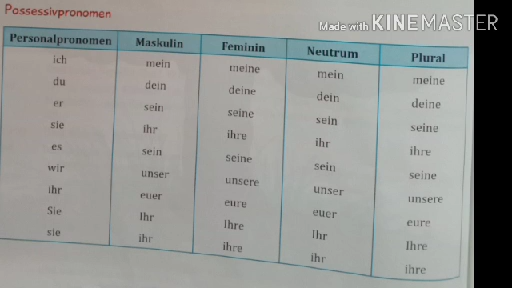 Possessivpronomen
Made with KINEMASTER
Personalpronomen Maskulin Feminin Neutrum Plural
ich mein meine mein meine
du dein deine dein deine
er sein seine sein seine
sie ihr ihre ihr ihre
es sein seine sein seine
wir unser unsere unser unsere
ihr euer eure euer eure
Sie Ihr Ihre Ihr Ihre
sie ihr ihre ihr ihre